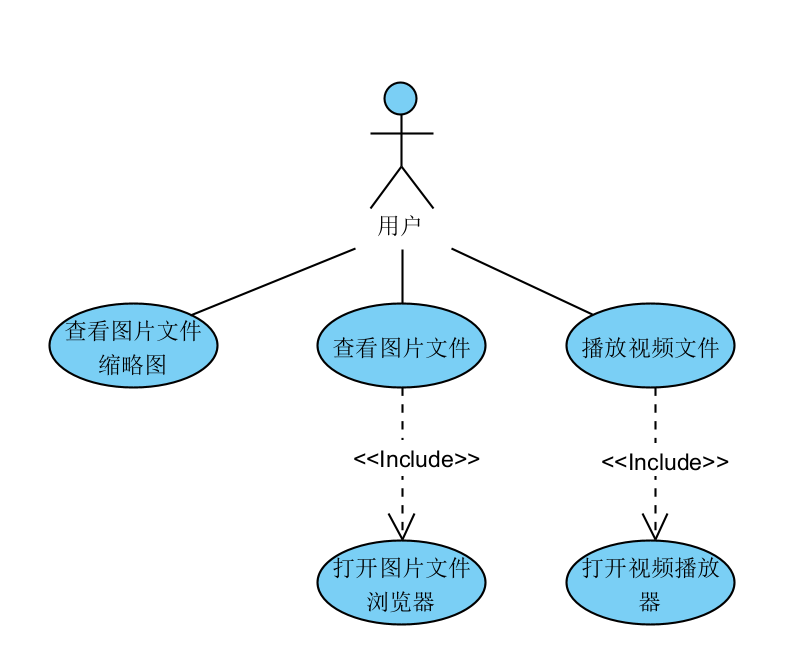 用户
查看图片文件
缩略图
查看图片文件
播放视频文件
<<Include>>
<<Include>>
打开图片文件
浏览器
打开视频播放
器